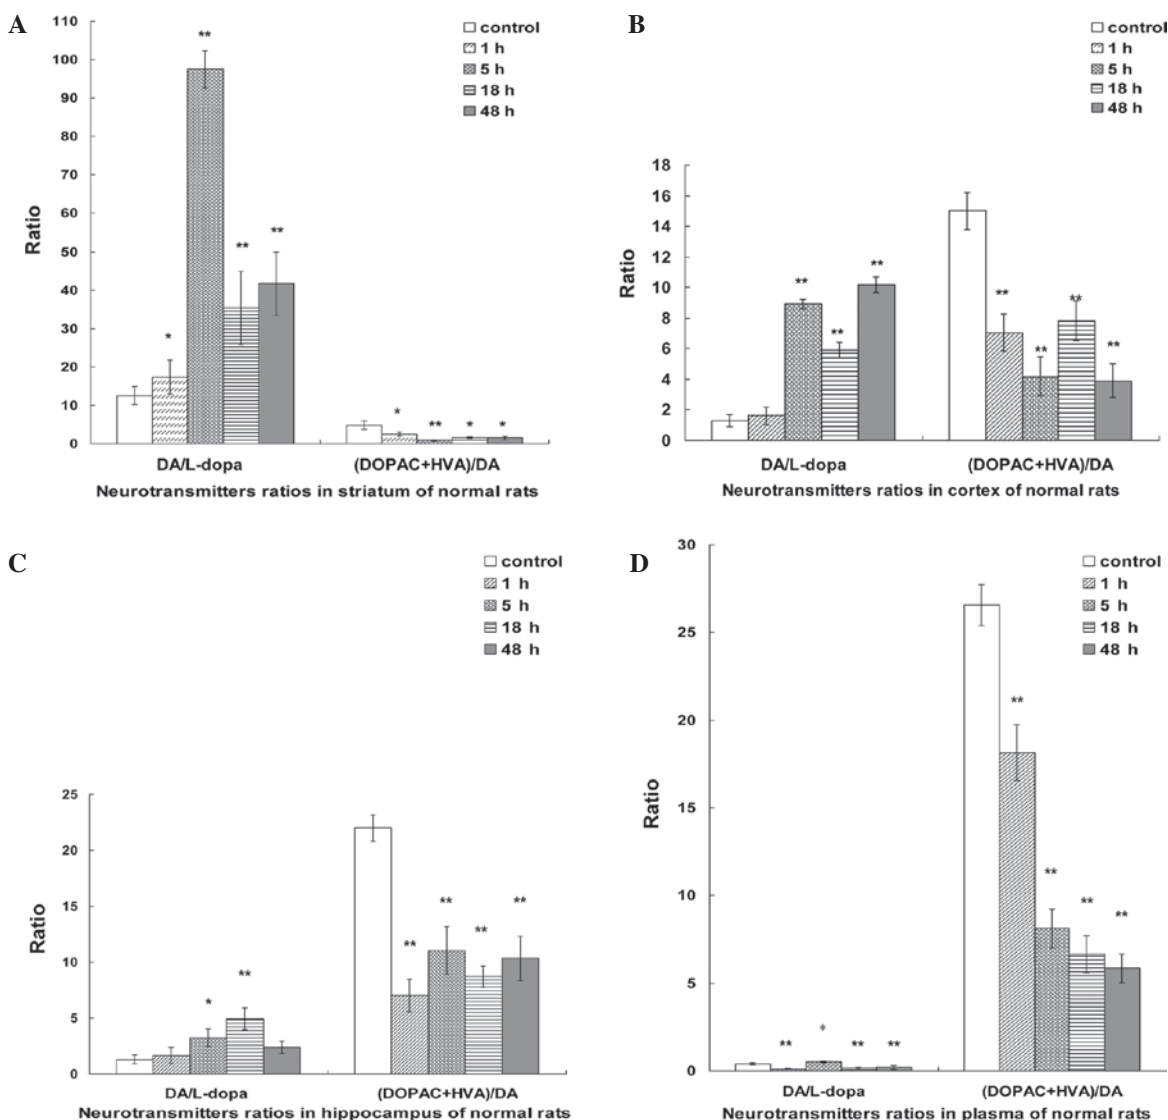 A
110
100
90
80
70
60
50
40
30
20
10
0
Ratio
control
1 h
5 h
18 h
48 h
*
**
**
**
*
**
*
*
DA/L-dopa
(DOPAC+HVA)/DA
Neurotransmitters ratios in striatum of normal rats
B
18
16
14
12
10
8
6
4
2
0
Ratio
control
1 h
5 h
18 h
48 h
**
**
**
**
**
**
**
DA/L-dopa
(DOPAC+HVA)/DA
Neurotransmitters ratios in cortex of normal rats
C
25
20
15
10
5
0
Ratio
control
1 h
5 h
18 h
48 h
*
**
**
**
**
**
DA/L-dopa
(DOPAC+HVA)/DA
Neurotransmitters ratios in hippocampus of normal rats
D
30
25
20
15
10
5
0
Ratio
control
1 h
5 h
18 h
48 h
**
*
**
**
**
**
**
**
DA/L-dopa
(DOPAC+HVA)/DA
Neurotransmitters ratios in plasma of normal rats